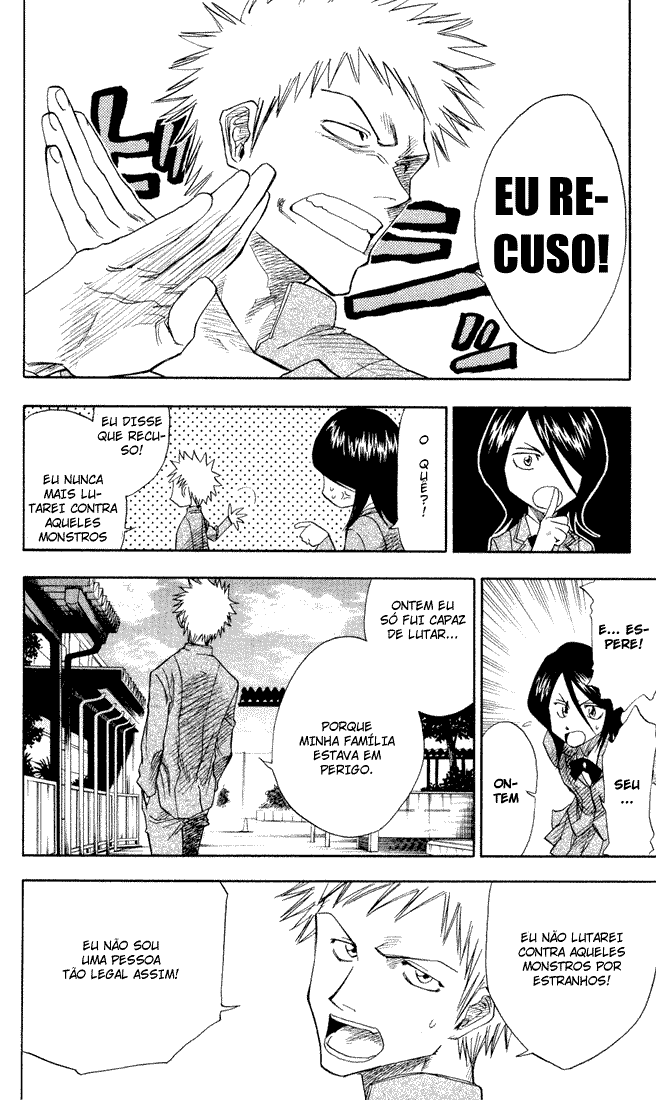 EU RE-
CUSO!
O QUÊ?!
EU DISSE
QUE RECU-
SO!
EU NUNCA
MAIS LU-
TAREI CONTRA
AQUELES
MONSTROS
E... ES-
PERE!
SEU
...
ON-
TEM
ONTEM EU
SÓ FUI CAPAZ
DE LUTAR...
PORQUE
MINHA FAMÍLIA
ESTAVA EM
PERIGO.
EU NÃO LUTAREI
CONTRA AQUELES
MONSTROS POR
ESTRANHOS!
EU NÃO SOU
UMA PESSOA
TÃO LEGAL ASSIM!